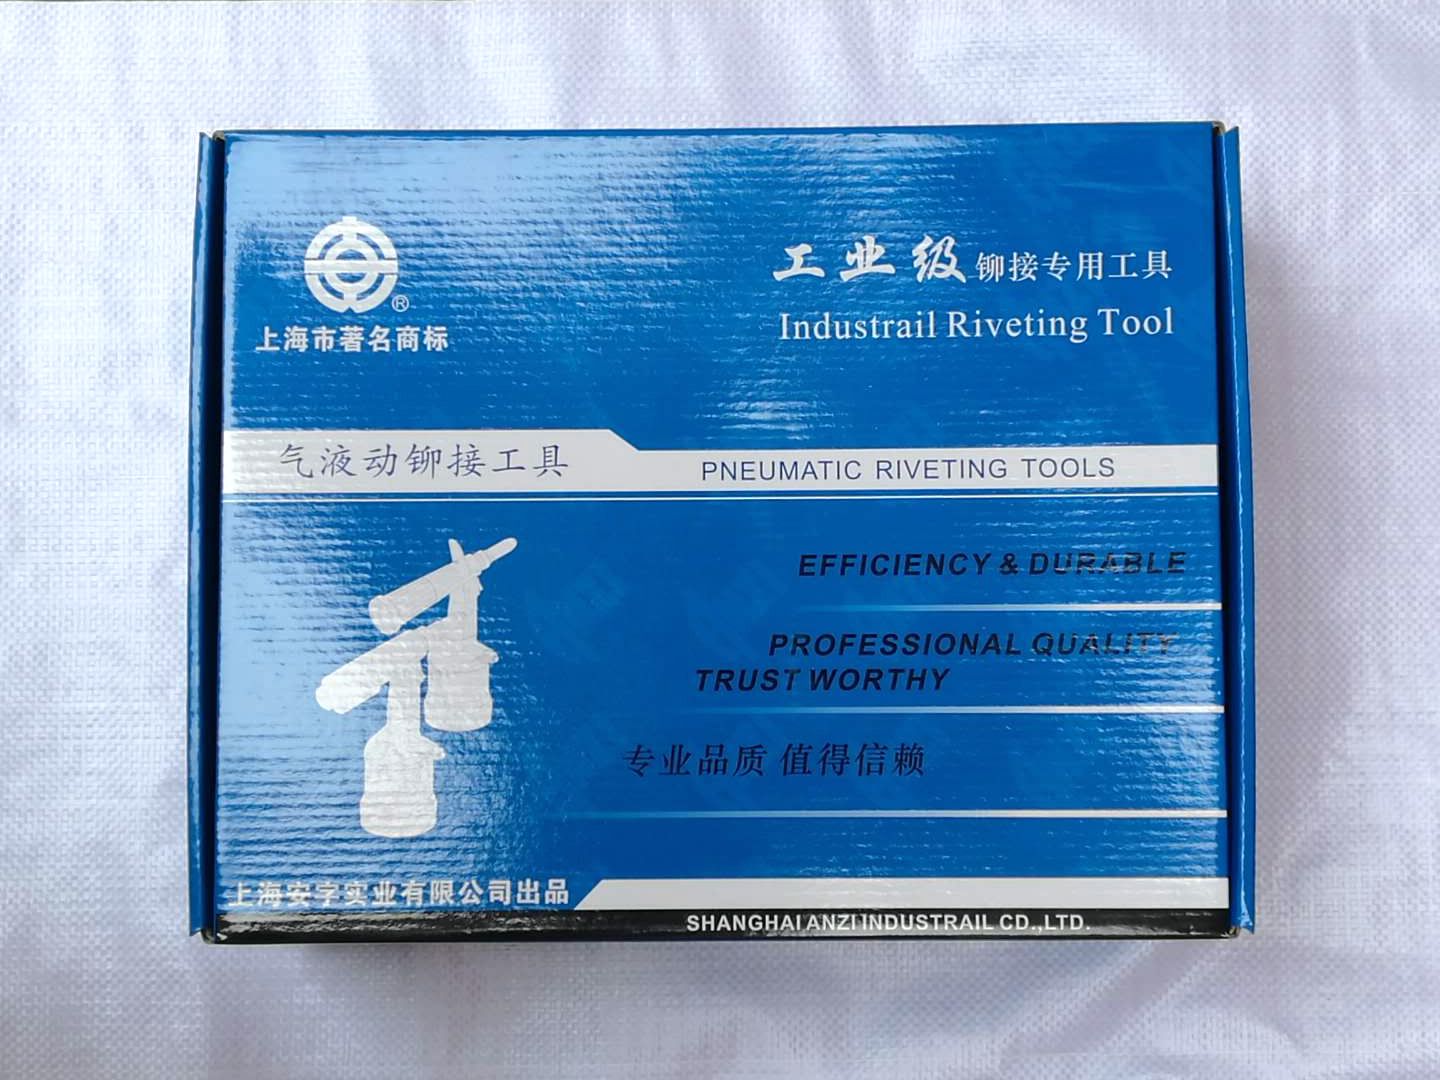 ®
上海市著名商标
工业级铆接专用工具
Industrail Riveting Tool
气液动铆接工具
PNEUMATIC RIVETING TOOLS
EFFICIENCY & DURABLE
PROFESSIONAL QUALITY
TRUST WORTHY
专业品质 值得信赖
上海安字实业有限公司出品
SHANGHAI ANZI INDUSTRAIL CD.,LTD.